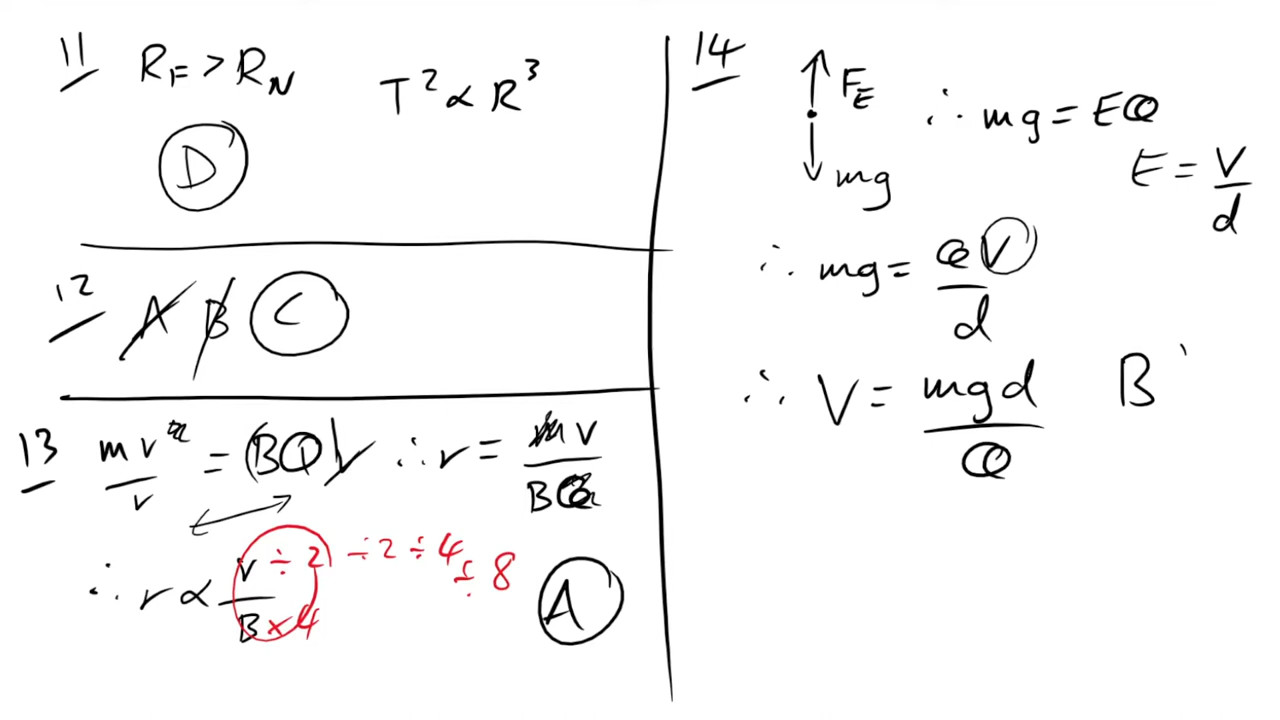 11 R_F > R_N T² ∝ R³
D
12 A B C
13 mv²/r = (BQ)v ∴ r = mv/BQ
∴ r ∝ v/B ÷2 ×4 ÷2 ÷4 ÷8 A
14 F_E
mg
∴ mg = EQ
E = V/d
∴ mg = QV/d
∴ V = mgd/Q B